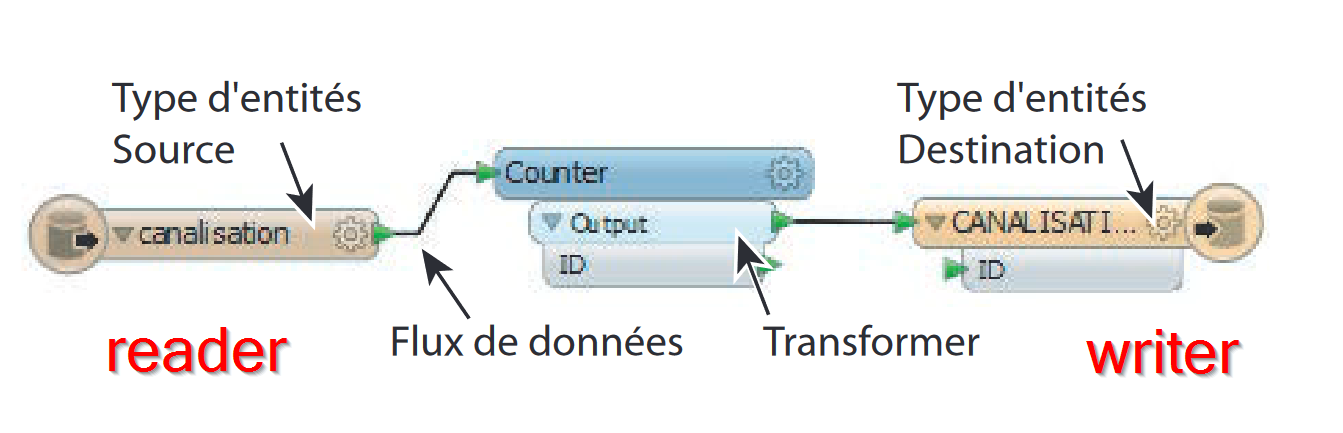 Type d'entités
Source
Type d'entités
Destination
Counter
canalisation
Output
CANALISATI...
ID
ID
Flux de données
Transformer
reader
writer